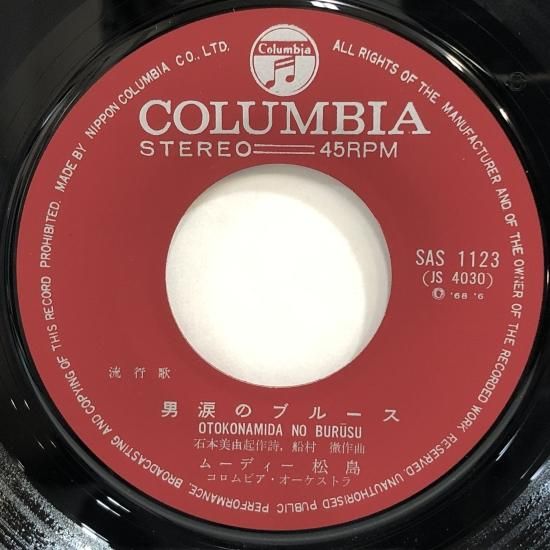 MADE BY NIPPON COLUMBIA CO., LTD.
ALL RIGHTS OF THE MANUFACTURER AND OF THE OWNER OF THE RECORDED WORK RESERVED. UNAUTHORISED PUBLIC PERFORMANCE, BROADCASTING AND COPYING OF THIS RECORD PROHIBITED.
Columbia
COLUMBIA
STEREO 45RPM
SAS 1123
(JS 4030)
Ⓟ '68 '6
流行歌
男涙のブルース
OTOKONAMIDA NO BURŪSU
石本美由起作詩, 船村 徹作曲
ムーディー松島
コロムビア・オーケストラ